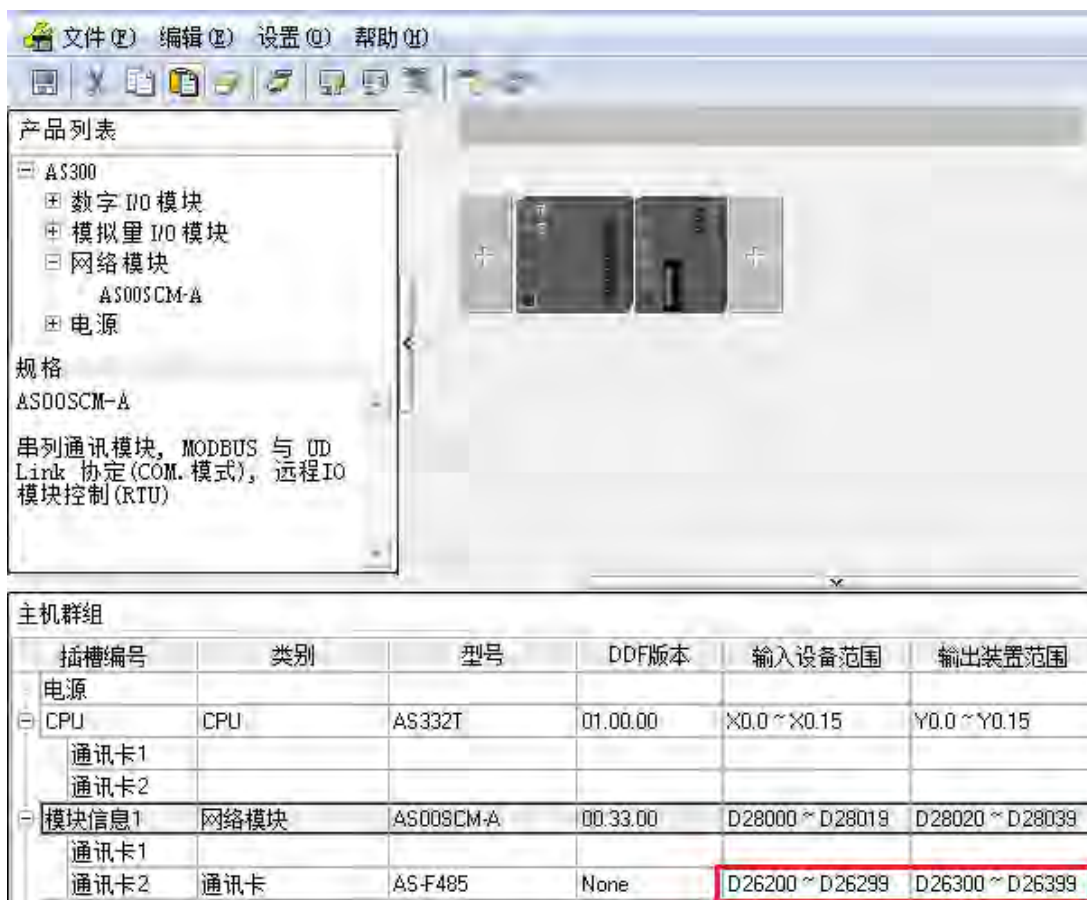 文件(F) 编辑(E) 设置(O) 帮助(H)
产品列表
AS300
数字 I/O 模块
模拟量 I/O 模块
网络模块
AS00SCM-A
电源
规格
AS00SCM-A
串列通讯模块, MODBUS 与 UD
Link 协定(COM.模式), 远程IO
模块控制(RTU)
主机群组
插槽编号 类别 型号 DDF版本 输入设备范围 输出装置范围
电源
CPU CPU AS332T 01.00.00 X0.0 ~ X0.15 Y0.0 ~ Y0.15
通讯卡1
通讯卡2
模块信息1 网络模块 AS00SCM-A 00.33.00 D28000 ~ D28019 D28020 ~ D28039
通讯卡1
通讯卡2 通讯卡 AS-F485 None D26200 ~ D26299 D26300 ~ D26399